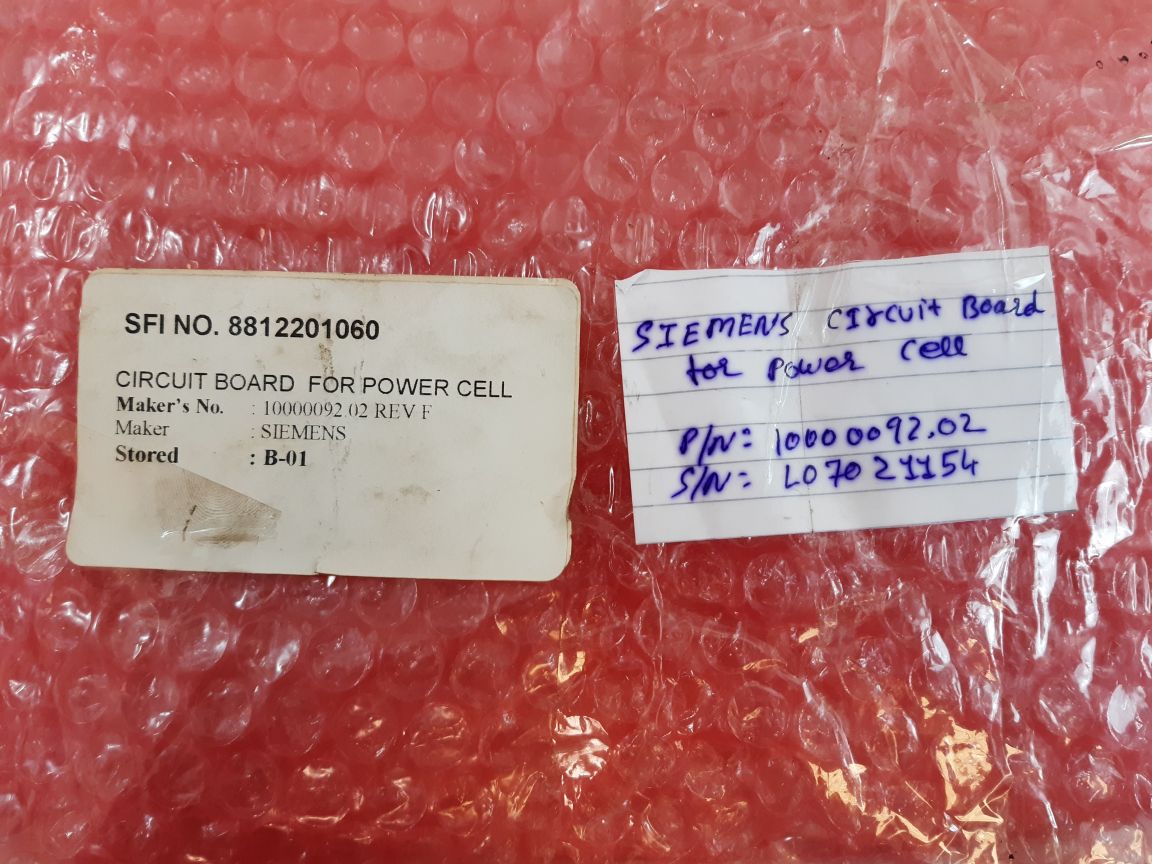 SFI NO. 8812201060
CIRCUIT BOARD FOR POWER CELL
Maker's No. : 10000092.02 REV F
Maker : SIEMENS
Stored : B-01
SIEMENS CIrcuit Board
for Power Cell
P/N: 10000092.02
S/N: L07021154